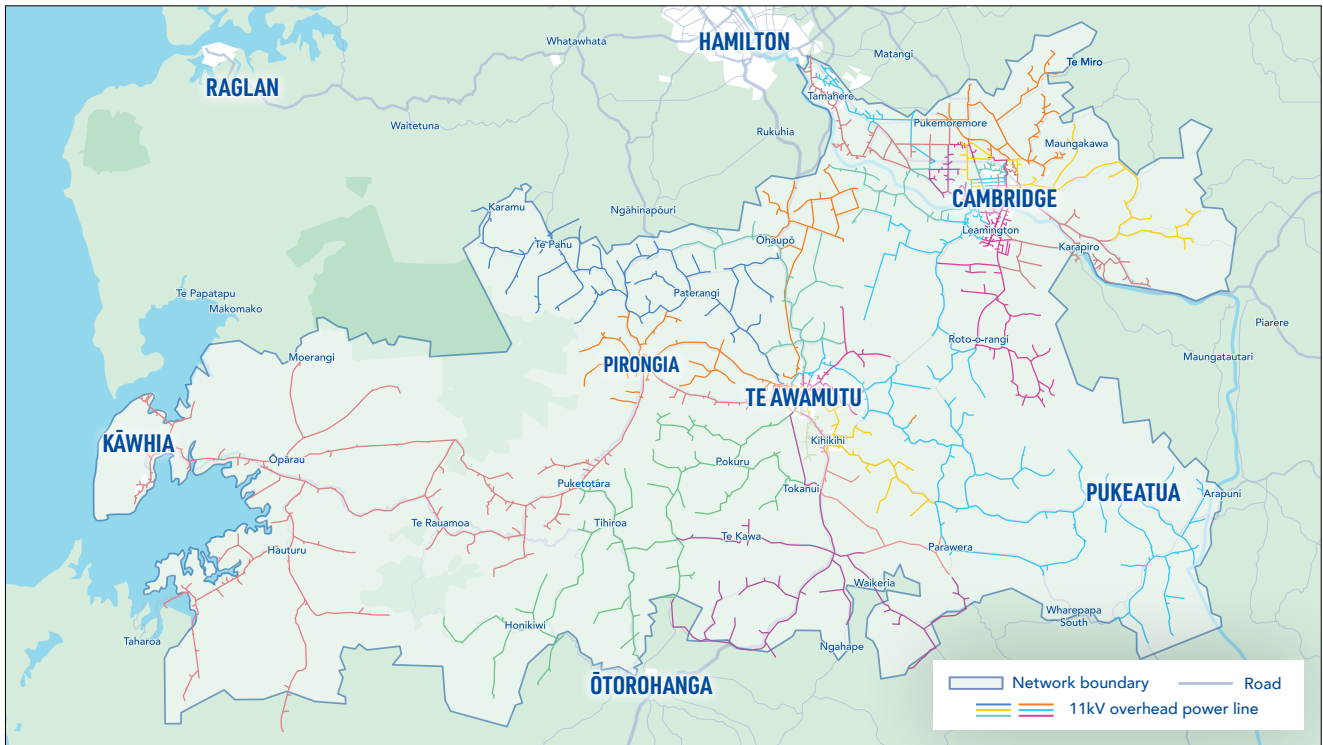 HAMILTON
Whatawhata
Matangi
Te Miro
RAGLAN
Tamahere
Waitetuna
Rukuhia
Pukemoremore
Maungakawa
CAMBRIDGE
Karamu
Ngāhinapōuri
Leamington
Te Pahu
Ōhaupō
Karapiro
Te Papatapu
Paterangi
Makomako
Piarere
Roto-o-rangi
Moerangi
Maungatautari
PIRONGIA
TE AWAMUTU
KĀWHIA
Kihikihi
Ōpārau
Pokuru
Puketotāra
Tokanui
PUKEATUA
Arapuni
Te Rauamoa
Tihiroa
Te Kawa
Hauturu
Parawera
Waikeria
Wharepapa
South
Taharoa
Honikiwi
Ngahape
ŌTOROHANGA
Network boundary
Road
11kV overhead power line